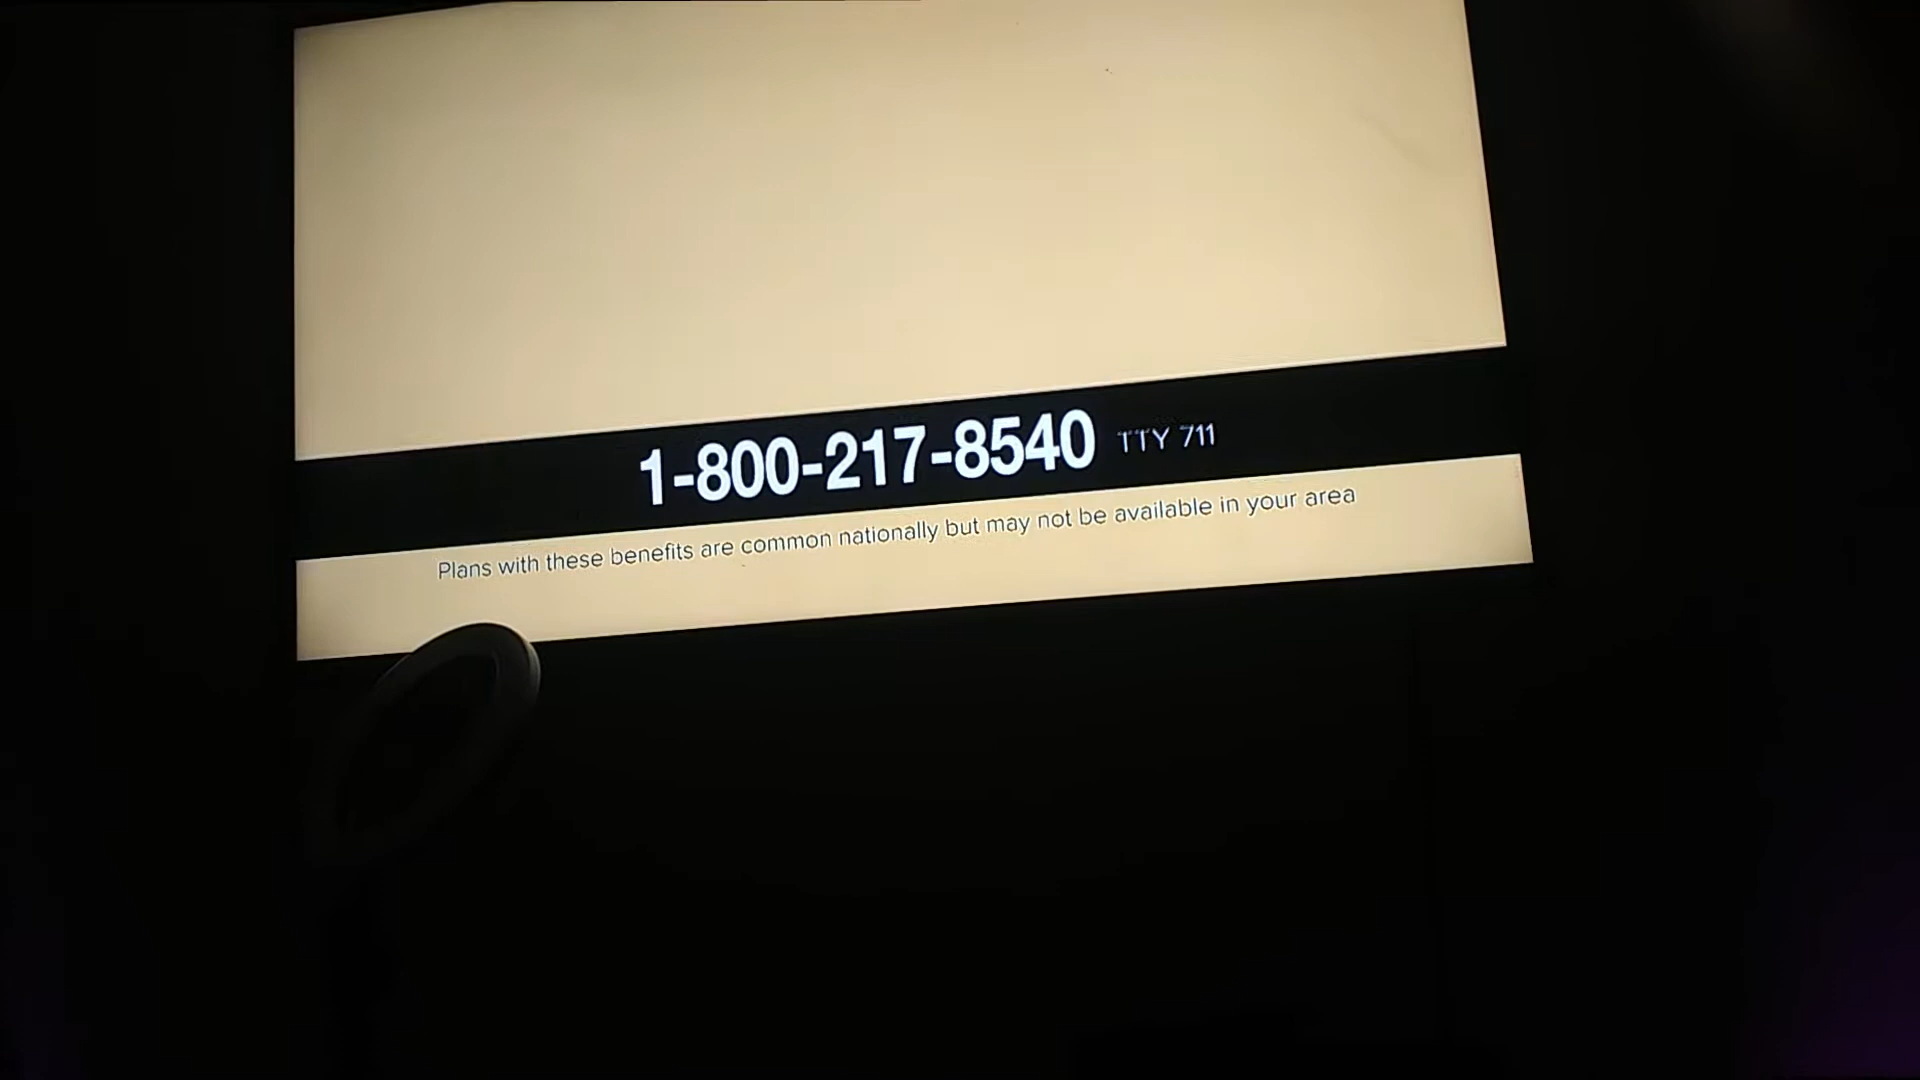 1-800-217-8540 TTY 711
Plans with these benefits are common nationally but may not be available in your area